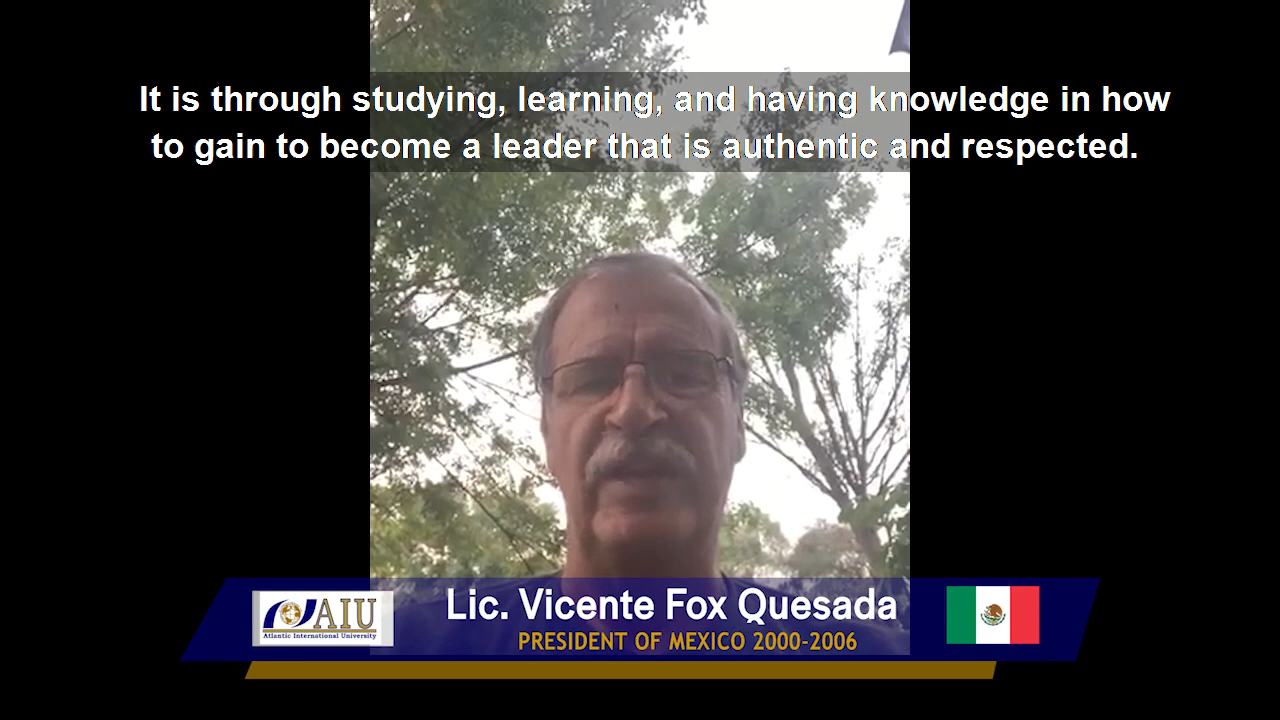 It is through studying, learning, and having knowledge in how
to gain to become a leader that is authentic and respected.
AIU
Atlantic International University
Lic. Vicente Fox Quesada
PRESIDENT OF MEXICO 2000-2006